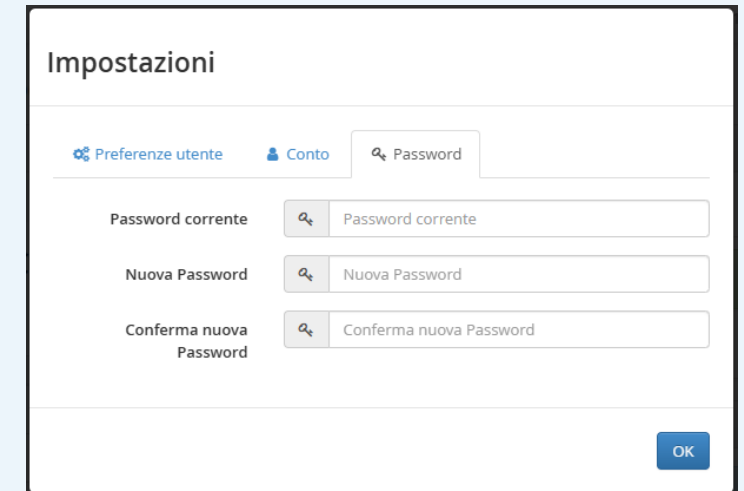 Impostazioni
Preferenze utente Conto Password
Password corrente Password corrente
Nuova Password Nuova Password
Conferma nuova Conferma nuova Password
Password
OK